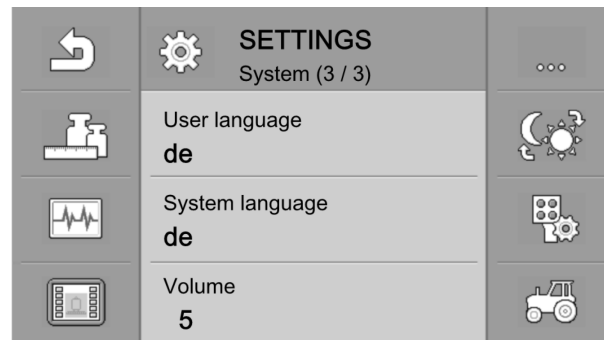 SETTINGS
System (3 / 3)
User language
de
System language
de
Volume
5